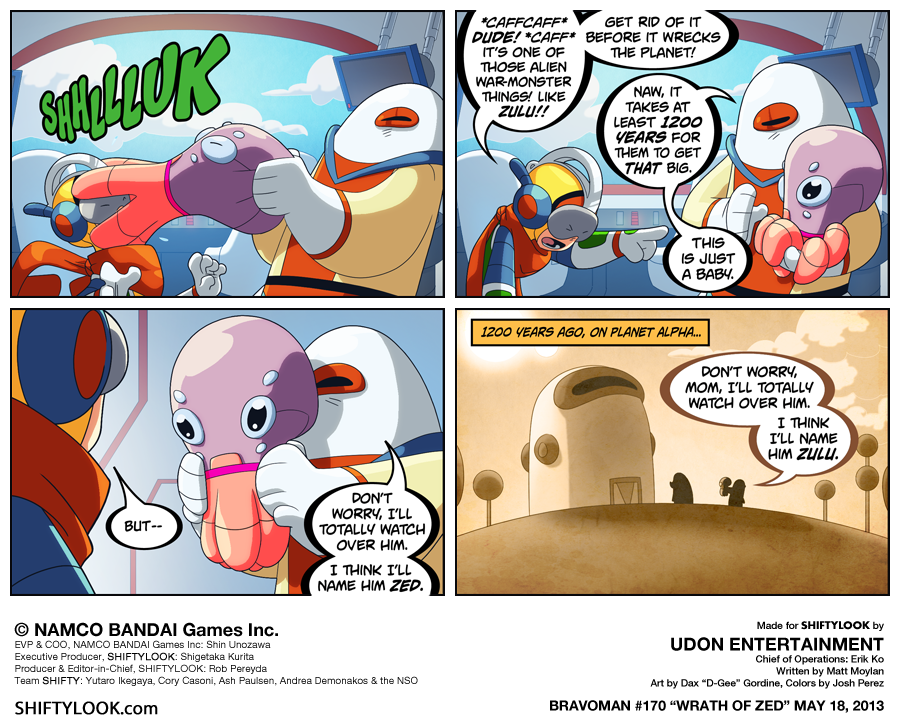 SHHLLLUK
*CAFFCAFF*
DUDE! *CAFF*
IT'S ONE OF
THOSE ALIEN
WAR-MONSTER
THINGS! LIKE
ZULU!!
GET RID OF IT
BEFORE IT WRECKS
THE PLANET!
NAW, IT
TAKES AT
LEAST 1200
YEARS FOR
THEM TO GET
THAT BIG.
THIS
IS JUST
A BABY.
BUT--
DON'T
WORRY, I'LL
TOTALLY WATCH
OVER HIM.
I THINK I'LL
NAME HIM ZED.
1200 YEARS AGO, ON PLANET ALPHA...
DON'T WORRY,
MOM, I'LL TOTALLY
WATCH OVER HIM.
I THINK
I'LL NAME
HIM ZULU.
© NAMCO BANDAI Games Inc.
EVP & COO, NAMCO BANDAI Games Inc: Shin Unozawa
Executive Producer, SHIFTYLOOK: Shigetaka Kurita
Producer & Editor-in-Chief, SHIFTYLOOK: Rob Pereyda
Team SHIFTY: Yutaro Ikegaya, Cory Casoni, Ash Paulsen, Andrea Demonakos & the NSO
SHIFTYLOOK.com
Made for SHIFTYLOOK by
UDON ENTERTAINMENT
Chief of Operations: Erik Ko
Written by Matt Moylan
Art by Dax "D-Gee" Gordine, Colors by Josh Perez
BRAVOMAN #170 "WRATH OF ZED" MAY 18, 2013